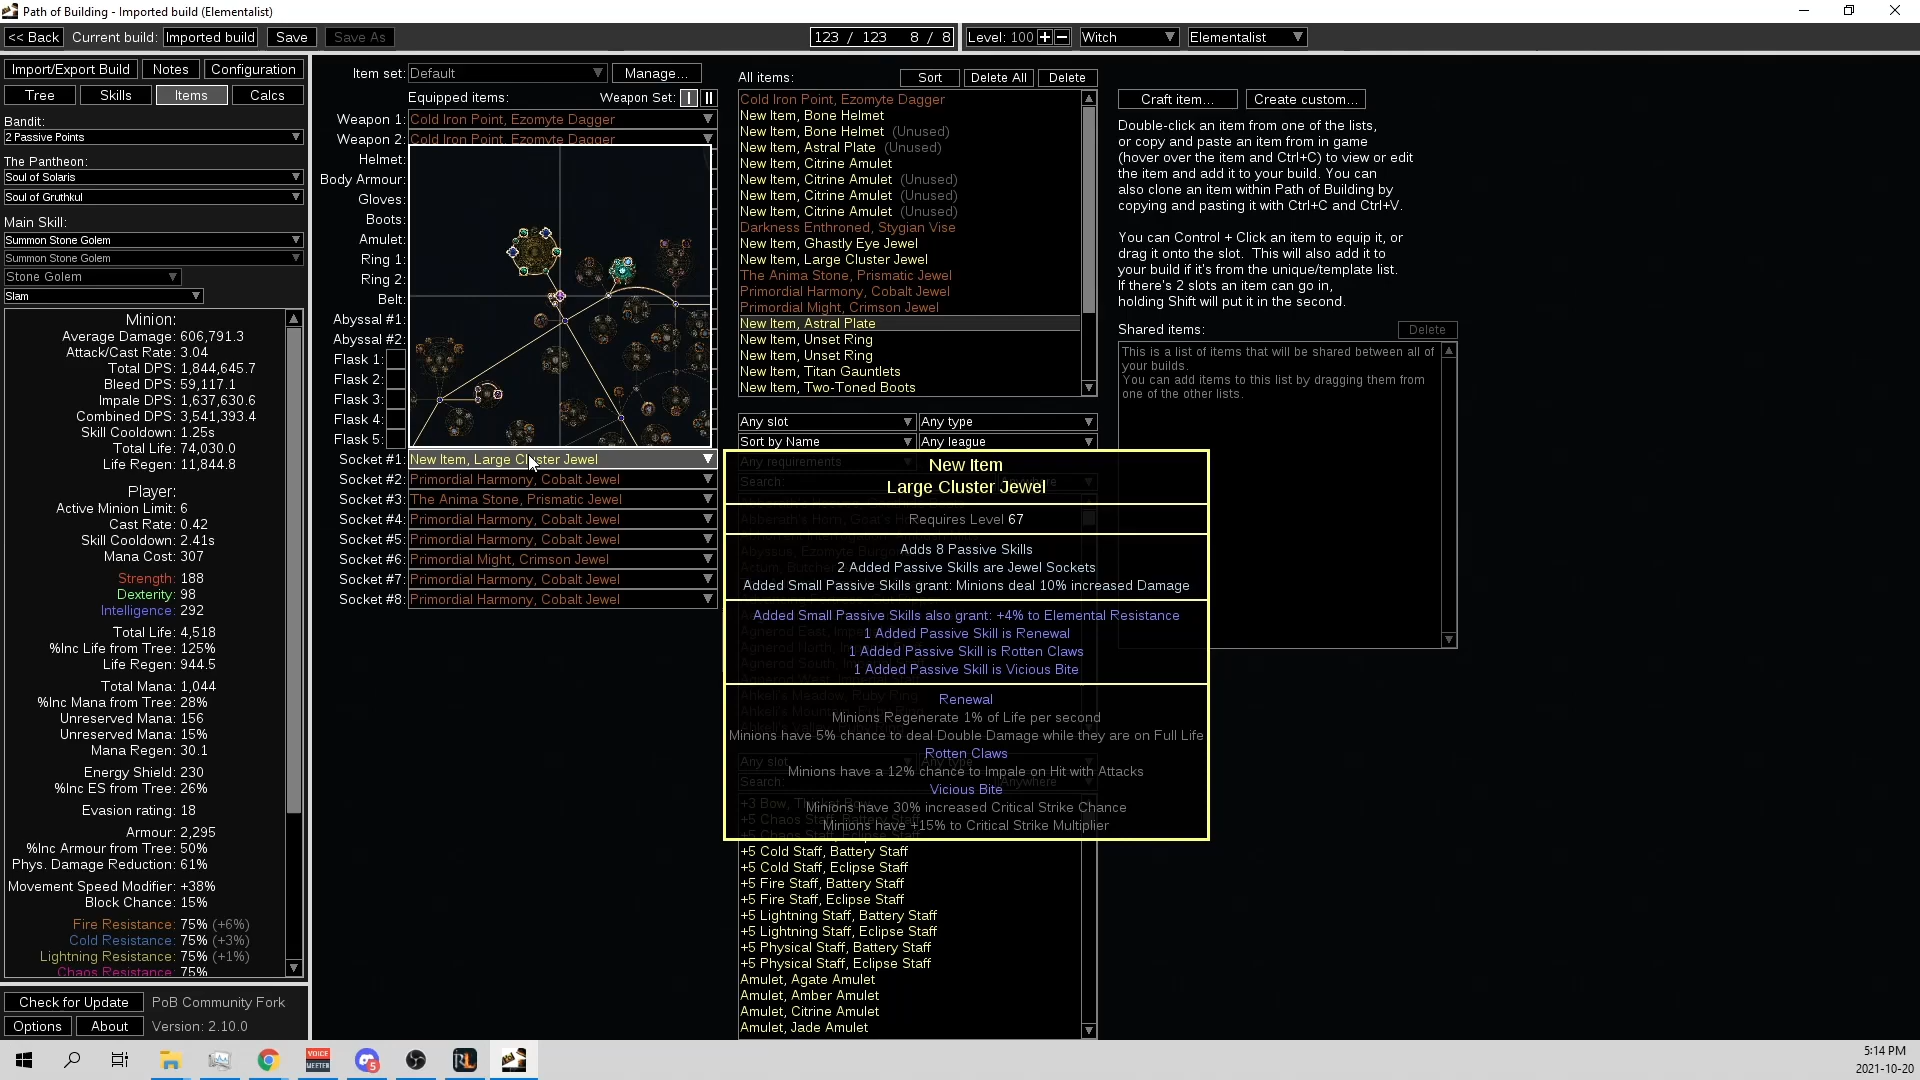 Path of Building - Imported build (Elementalist)
<< Back
Current build:
Imported build
Save
Save As
123 / 123 8 / 8
Level: 100
Witch
Elementalist
Import/Export Build
Notes
Configuration
Tree
Skills
Items
Calcs
Bandit:
2 Passive Points
The Pantheon:
Soul of Solaris
Soul of Gruthkul
Main Skill:
Summon Stone Golem
Summon Stone Golem
Stone Golem
Slam
Minion:
Average Damage: 606,791.3
Attack/Cast Rate: 3.04
Total DPS: 1,844,645.7
Bleed DPS: 59,117.1
Impale DPS: 1,637,630.6
Combined DPS: 3,541,393.4
Skill Cooldown: 1.25s
Total Life: 74,030.0
Life Regen: 11,844.8
Player:
Active Minion Limit: 6
Cast Rate: 0.42
Skill Cooldown: 2.41s
Mana Cost: 307
Strength: 188
Dexterity: 98
Intelligence: 292
Total Life: 4,518
%Inc Life from Tree: 125%
Life Regen: 944.5
Total Mana: 1,044
%Inc Mana from Tree: 28%
Unreserved Mana: 156
Unreserved Mana: 15%
Mana Regen: 30.1
Energy Shield: 230
%Inc ES from Tree: 26%
Evasion rating: 18
Armour: 2,295
%Inc Armour from Tree: 50%
Phys. Damage Reduction: 61%
Movement Speed Modifier: +38%
Block Chance: 15%
Fire Resistance: 75% (+6%)
Cold Resistance: 75% (+3%)
Lightning Resistance: 75% (+1%)
Chaos Resistance: 75%
Check for Update
PoB Community Fork
Options
About
Version: 2.10.0
Item set: Default
Manage...
Equipped items:
Weapon Set: I II
Weapon 1: Cold Iron Point, Ezomyte Dagger
Weapon 2: Cold Iron Point, Ezomyte Dagger
Helmet:
Body Armour:
Gloves:
Boots:
Amulet:
Ring 1:
Ring 2:
Belt:
Abyssal #1:
Abyssal #2:
Flask 1:
Flask 2:
Flask 3:
Flask 4:
Flask 5:
Socket #1: New Item, Large Cluster Jewel
Socket #2: Primordial Harmony, Cobalt Jewel
Socket #3: The Anima Stone, Prismatic Jewel
Socket #4: Primordial Harmony, Cobalt Jewel
Socket #5: Primordial Harmony, Cobalt Jewel
Socket #6: Primordial Might, Crimson Jewel
Socket #7: Primordial Harmony, Cobalt Jewel
Socket #8: Primordial Harmony, Cobalt Jewel
All items:
Sort
Delete All
Delete
Cold Iron Point, Ezomyte Dagger
New Item, Bone Helmet
New Item, Bone Helmet (Unused)
New Item, Astral Plate (Unused)
New Item, Citrine Amulet
New Item, Citrine Amulet (Unused)
New Item, Citrine Amulet (Unused)
New Item, Citrine Amulet (Unused)
Darkness Enthroned, Stygian Vise
New Item, Ghastly Eye Jewel
New Item, Large Cluster Jewel
The Anima Stone, Prismatic Jewel
Primordial Harmony, Cobalt Jewel
Primordial Might, Crimson Jewel
New Item, Astral Plate
New Item, Unset Ring
New Item, Unset Ring
New Item, Titan Gauntlets
New Item, Two-Toned Boots
Any slot
Any type
Sort by Name
Any league
Any requirements
Search:
New Item
Large Cluster Jewel
Requires Level 67
Adds 8 Passive Skills
2 Added Passive Skills are Jewel Sockets
Added Small Passive Skills grant: Minions deal 10% increased Damage
Added Small Passive Skills also grant: +4% to Elemental Resistance
1 Added Passive Skill is Renewal
1 Added Passive Skill is Rotten Claws
1 Added Passive Skill is Vicious Bite
Renewal
Minions Regenerate 1% of Life per second
Minions have 5% chance to deal Double Damage while they are on Full Life
Rotten Claws
Minions have a 12% chance to Impale on Hit with Attacks
Vicious Bite
Minions have 30% increased Critical Strike Chance
Minions have +15% to Critical Strike Multiplier
Any slot
Any type
Search:
Anywhere
+5 Cold Staff, Battery Staff
+5 Cold Staff, Eclipse Staff
+5 Fire Staff, Battery Staff
+5 Fire Staff, Eclipse Staff
+5 Lightning Staff, Battery Staff
+5 Lightning Staff, Eclipse Staff
+5 Physical Staff, Battery Staff
+5 Physical Staff, Eclipse Staff
Amulet, Agate Amulet
Amulet, Amber Amulet
Amulet, Citrine Amulet
Amulet, Jade Amulet
Craft item...
Create custom...
Double-click an item from one of the lists,
or copy and paste an item from in game
(hover over the item and Ctrl+C) to view or edit
the item and add it to your build. You can
also clone an item within Path of Building by
copying and pasting it with Ctrl+C and Ctrl+V.
You can Control + Click an item to equip it, or
drag it onto the slot. This will also add it to
your build if it's from the unique/template list.
If there's 2 slots an item can go in,
holding Shift will put it in the second.
Shared items:
Delete
This is a list of items that will be shared between all of
your builds.
You can add items to this list by dragging them from
one of the other lists.
VOICE
MEETER
5
5:14 PM
2021-10-20